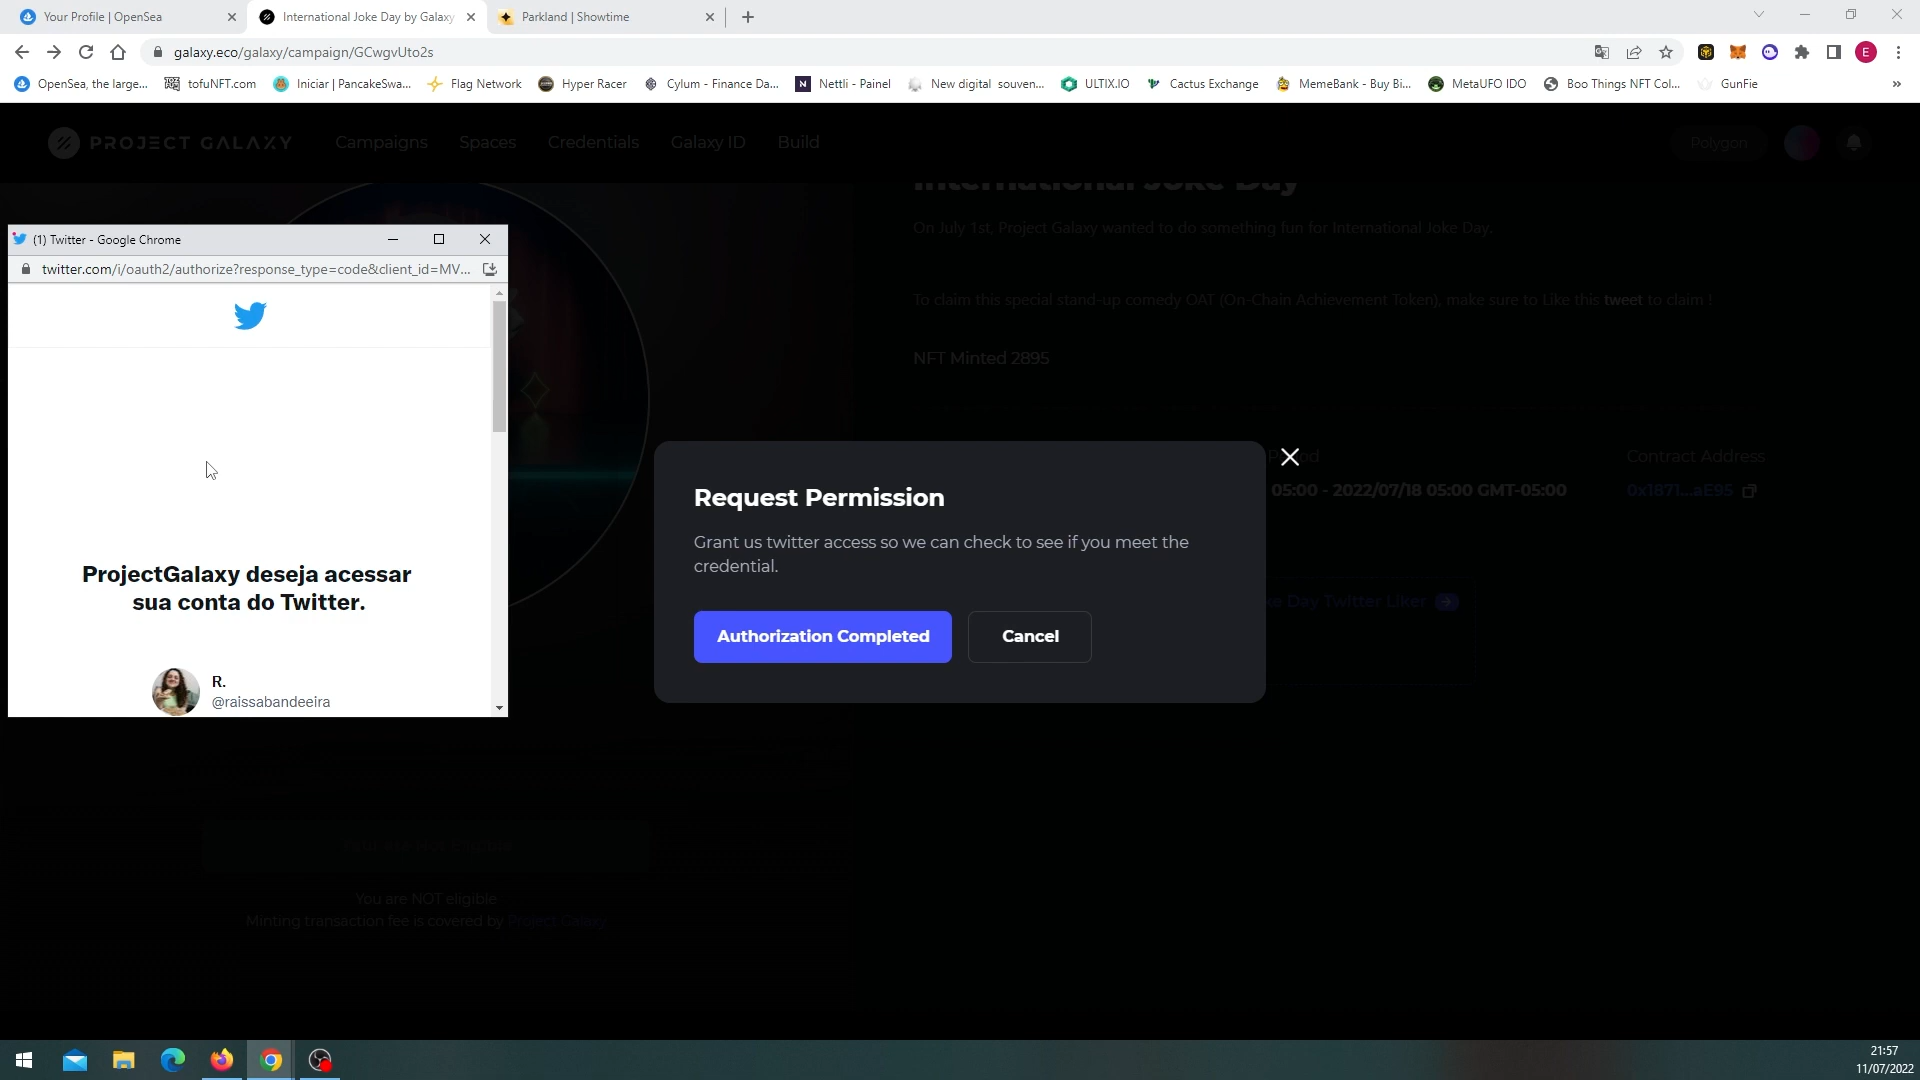 Your Profile | OpenSea
International Joke Day by Galaxy
Parkland | Showtime
galaxy.eco/galaxy/campaign/GCwgvUto2s
E
OpenSea, the large...
tofuNFT.com
Iniciar | PancakeSwa...
Flag Network
Hyper Racer
Cylum - Finance Da...
Nettli - Painel
New digital souven...
ULTIX.IO
Cactus Exchange
MemeBank - Buy Bi...
MetaUFO IDO
Boo Things NFT Col...
GunFie
»
PROJECT GALAXY
Campaigns
Spaces
Credentials
Galaxy ID
Build
Polygon
International Joke Day
On July 1st, Project Galaxy wanted to do something fun for International Joke Day.
To claim this special stand-up comedy OAT (On-Chain Achievement Token), make sure to Like this tweet to claim !
NFT Minted 2895
(1) Twitter - Google Chrome
twitter.com/i/oauth2/authorize?response_type=code&client_id=MV...
ProjectGalaxy deseja acessar
sua conta do Twitter.
R.
@raissabandeeira
Request Permission
Grant us twitter access so we can check to see if you meet the
credential.
Authorization Completed
Cancel
Contract Address
05:00 - 2022/07/18 05:00 GMT-05:00
0x1871...aE95
Day Twitter Liker
You are NOT eligible
Minting transaction fee is covered by Project Galaxy
21:57
11/07/2022